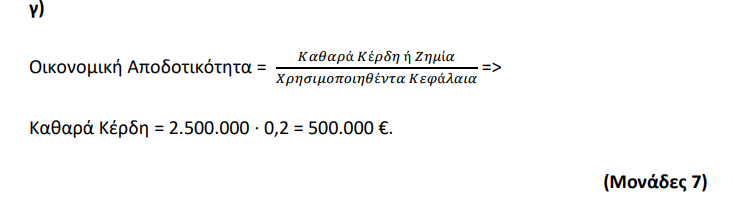 γ)
Οικονομική Αποδοτικότητα = Καθαρά Κέρδη ή Ζημία / Χρησιμοποιηθέντα Κεφάλαια =>
Καθαρά Κέρδη = 2.500.000 · 0,2 = 500.000 €.
(Μονάδες 7)